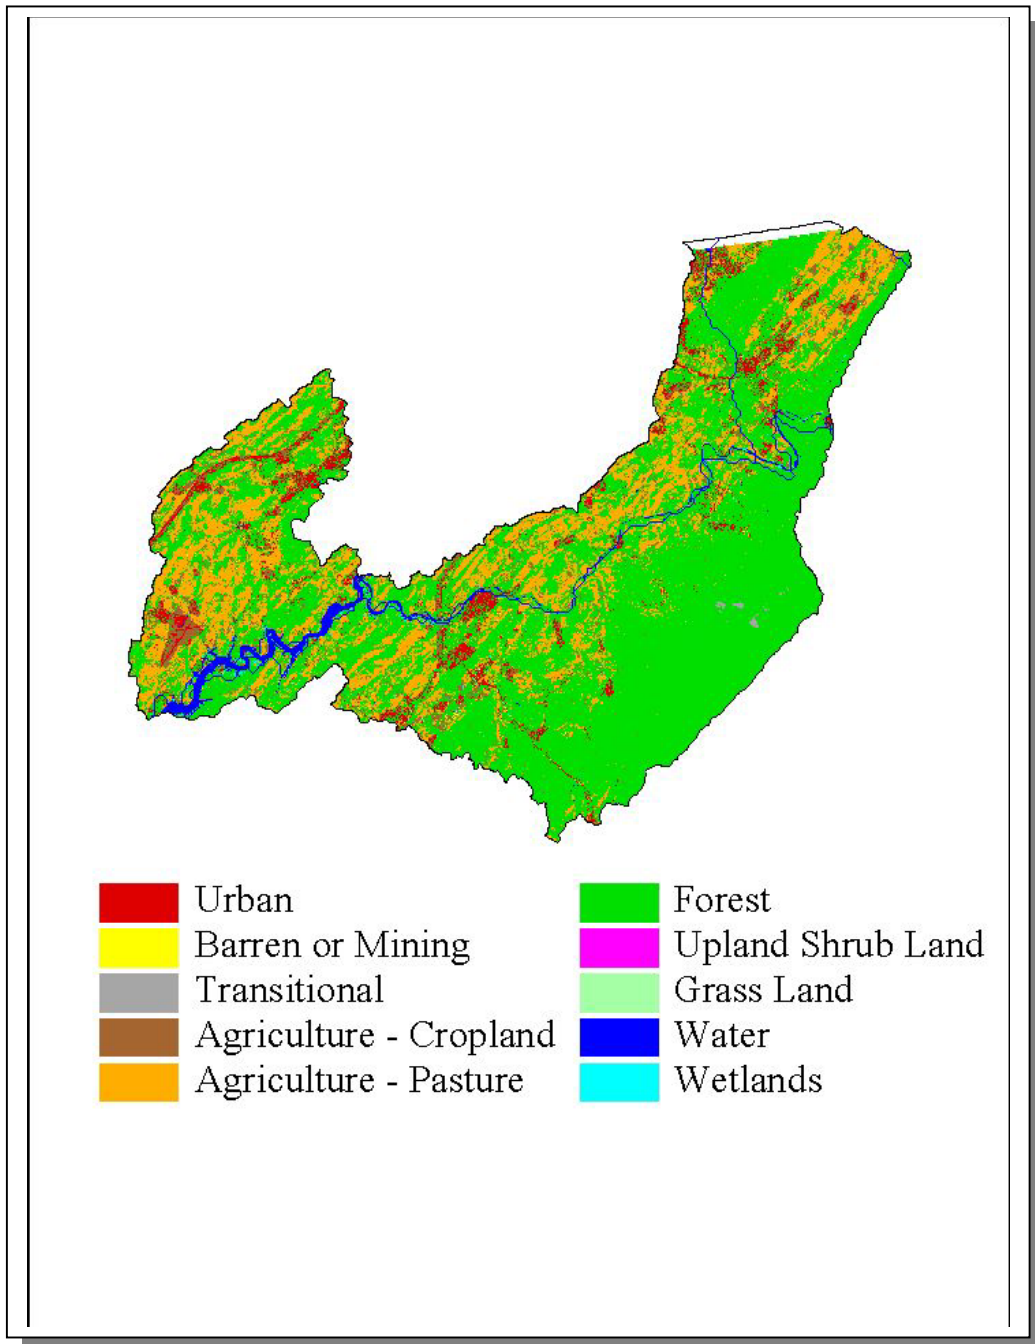 Urban
Barren or Mining
Transitional
Agriculture - Cropland
Agriculture - Pasture
Forest
Upland Shrub Land
Grass Land
Water
Wetlands